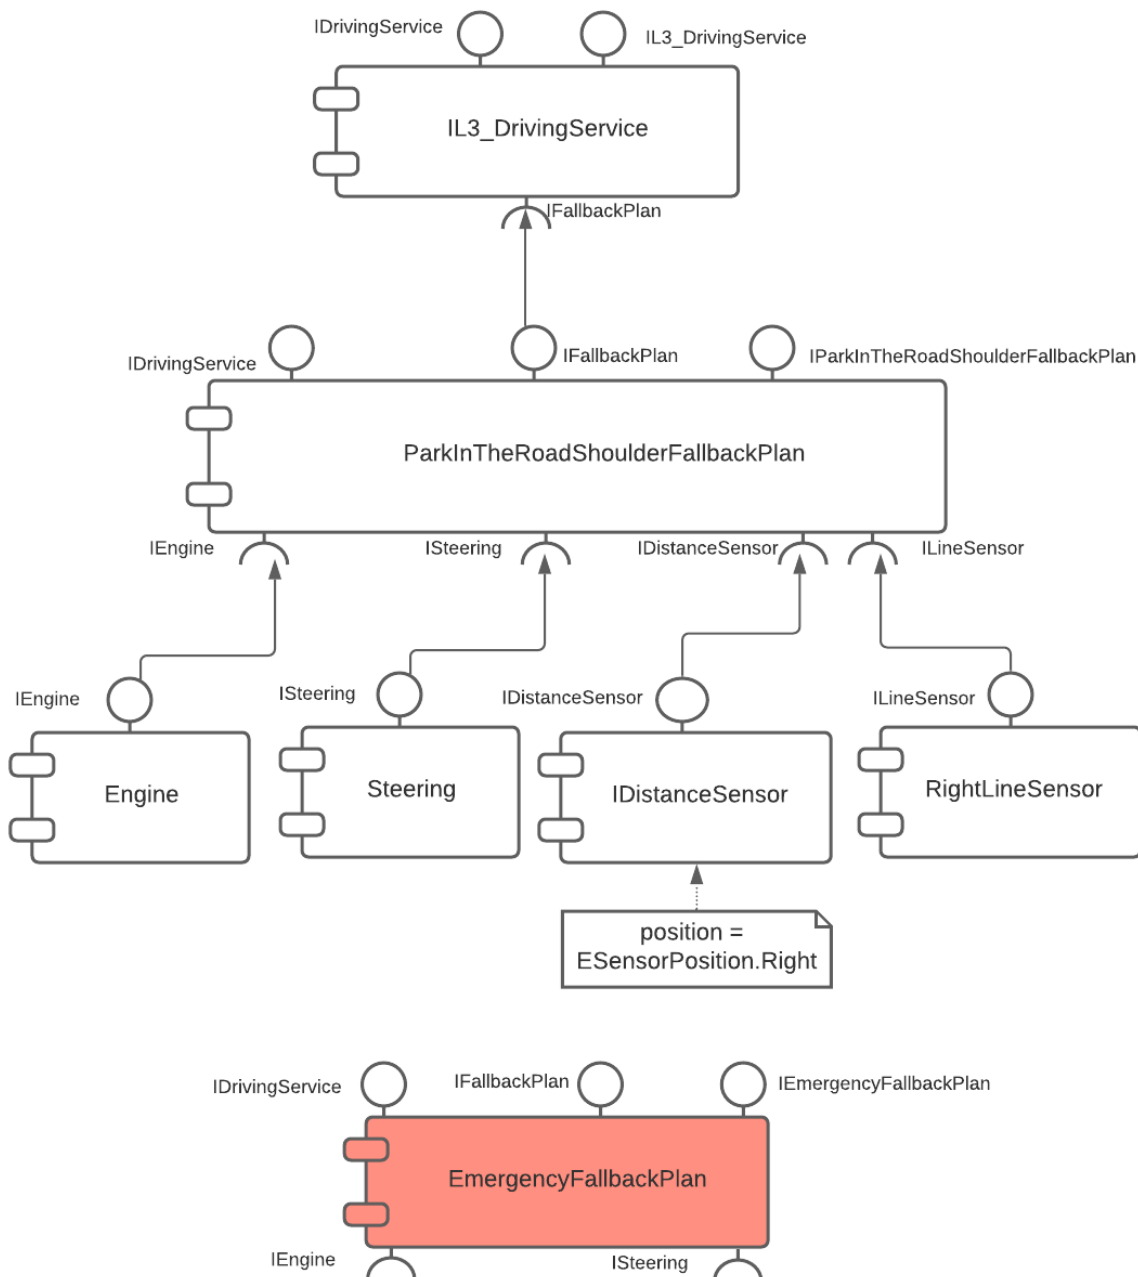 IDrivingService
IL3_DrivingService
IL3_DrivingService
IFallbackPlan
IDrivingService
IFallbackPlan
IParkInTheRoadShoulderFallbackPlan
ParkInTheRoadShoulderFallbackPlan
IEngine
ISteering
IDistanceSensor
ILineSensor
IEngine
ISteering
IDistanceSensor
ILineSensor
Engine
Steering
IDistanceSensor
RightLineSensor
position =
ESensorPosition.Right
IDrivingService
IFallbackPlan
IEmergencyFallbackPlan
EmergencyFallbackPlan
IEngine
ISteering